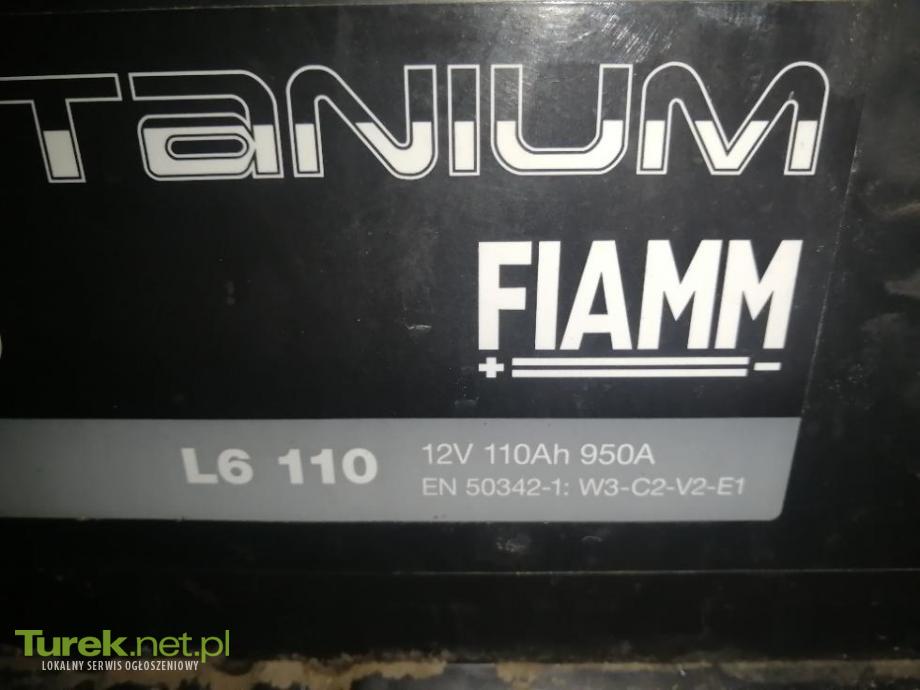 TANIUM
FIAMM
+ -
L6 110
12V 110Ah 950A
EN 50342-1: W3-C2-V2-E1
Turek.net.pl
LOKALNY SERWIS OGŁOSZENIOWY